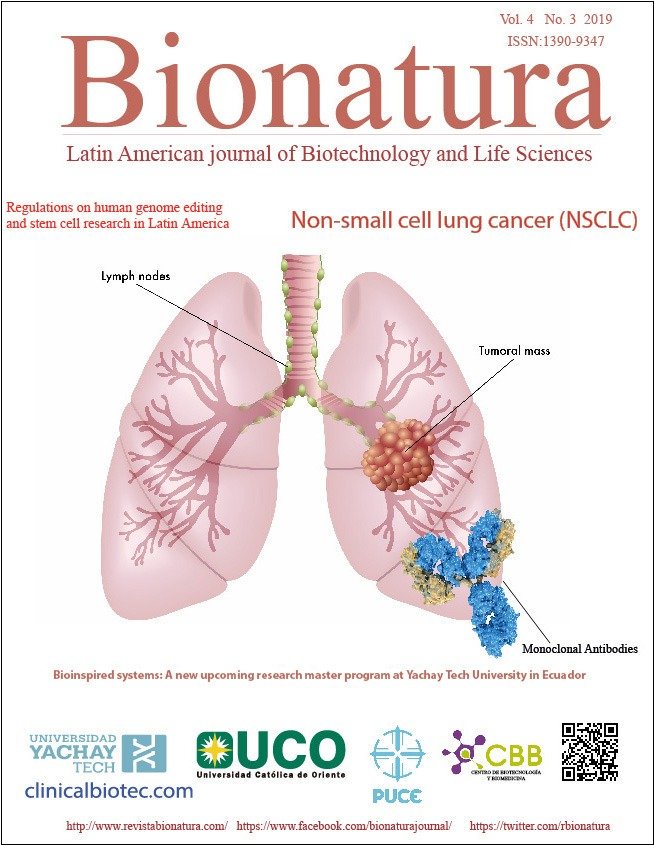 Vol. 4 No. 3 2019
ISSN:1390-9347
Bionatura
Latin American journal of Biotechnology and Life Sciences
Regulations on human genome editing
and stem cell research in Latin America
Non-small cell lung cancer (NSCLC)
Lymph nodes
Tumoral mass
Monoclonal Antibodies
Bioinspired systems: A new upcoming research master program at Yachay Tech University in Ecuador
UNIVERSIDAD
YACHAY
TECH
clinicalbiotec.com
UCO
Universidad Católica de Oriente
PUCE
CBB
CENTRO DE BIOTECNOLOGÍA
Y BIOMEDICINA
http://www.revistabionatura.com/ https://www.facebook.com/bionaturajournal/ https://twitter.com/rbionatura